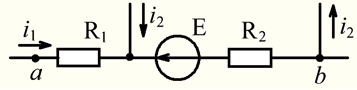 i₁ R₁ i₂ E R₂ i₂
a b